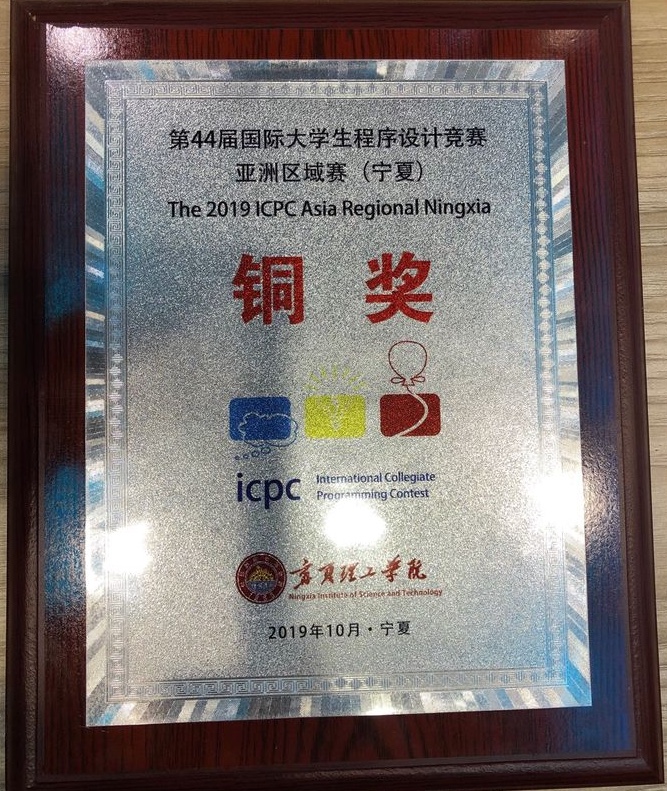 第44届国际大学生程序设计竞赛
亚洲区域赛（宁夏）
The 2019 ICPC Asia Regional Ningxia
铜奖
icpc
International Collegiate
Programming Contest
宁夏理工学院
Ningxia Institute of Science and Technology
2019年10月·宁夏